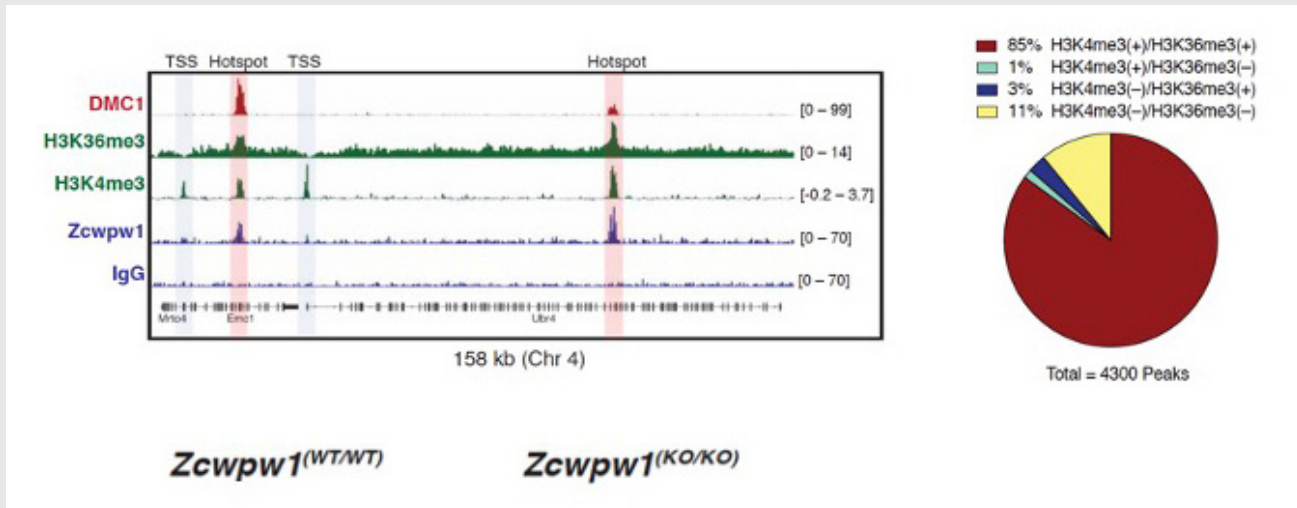 TSS Hotspot TSS Hotspot
DMC1 [0 – 99]
H3K36me3 [0 – 14]
H3K4me3 [-0.2 – 3.7]
Zcwpw1 [0 – 70]
IgG [0 – 70]
Mrto4 Emc1 Ubr4
158 kb (Chr 4)
85% H3K4me3(+)/H3K36me3(+)
1% H3K4me3(+)/H3K36me3(–)
3% H3K4me3(–)/H3K36me3(+)
11% H3K4me3(–)/H3K36me3(–)
Total = 4300 Peaks
Zcwpw1(WT/WT) Zcwpw1(KO/KO)